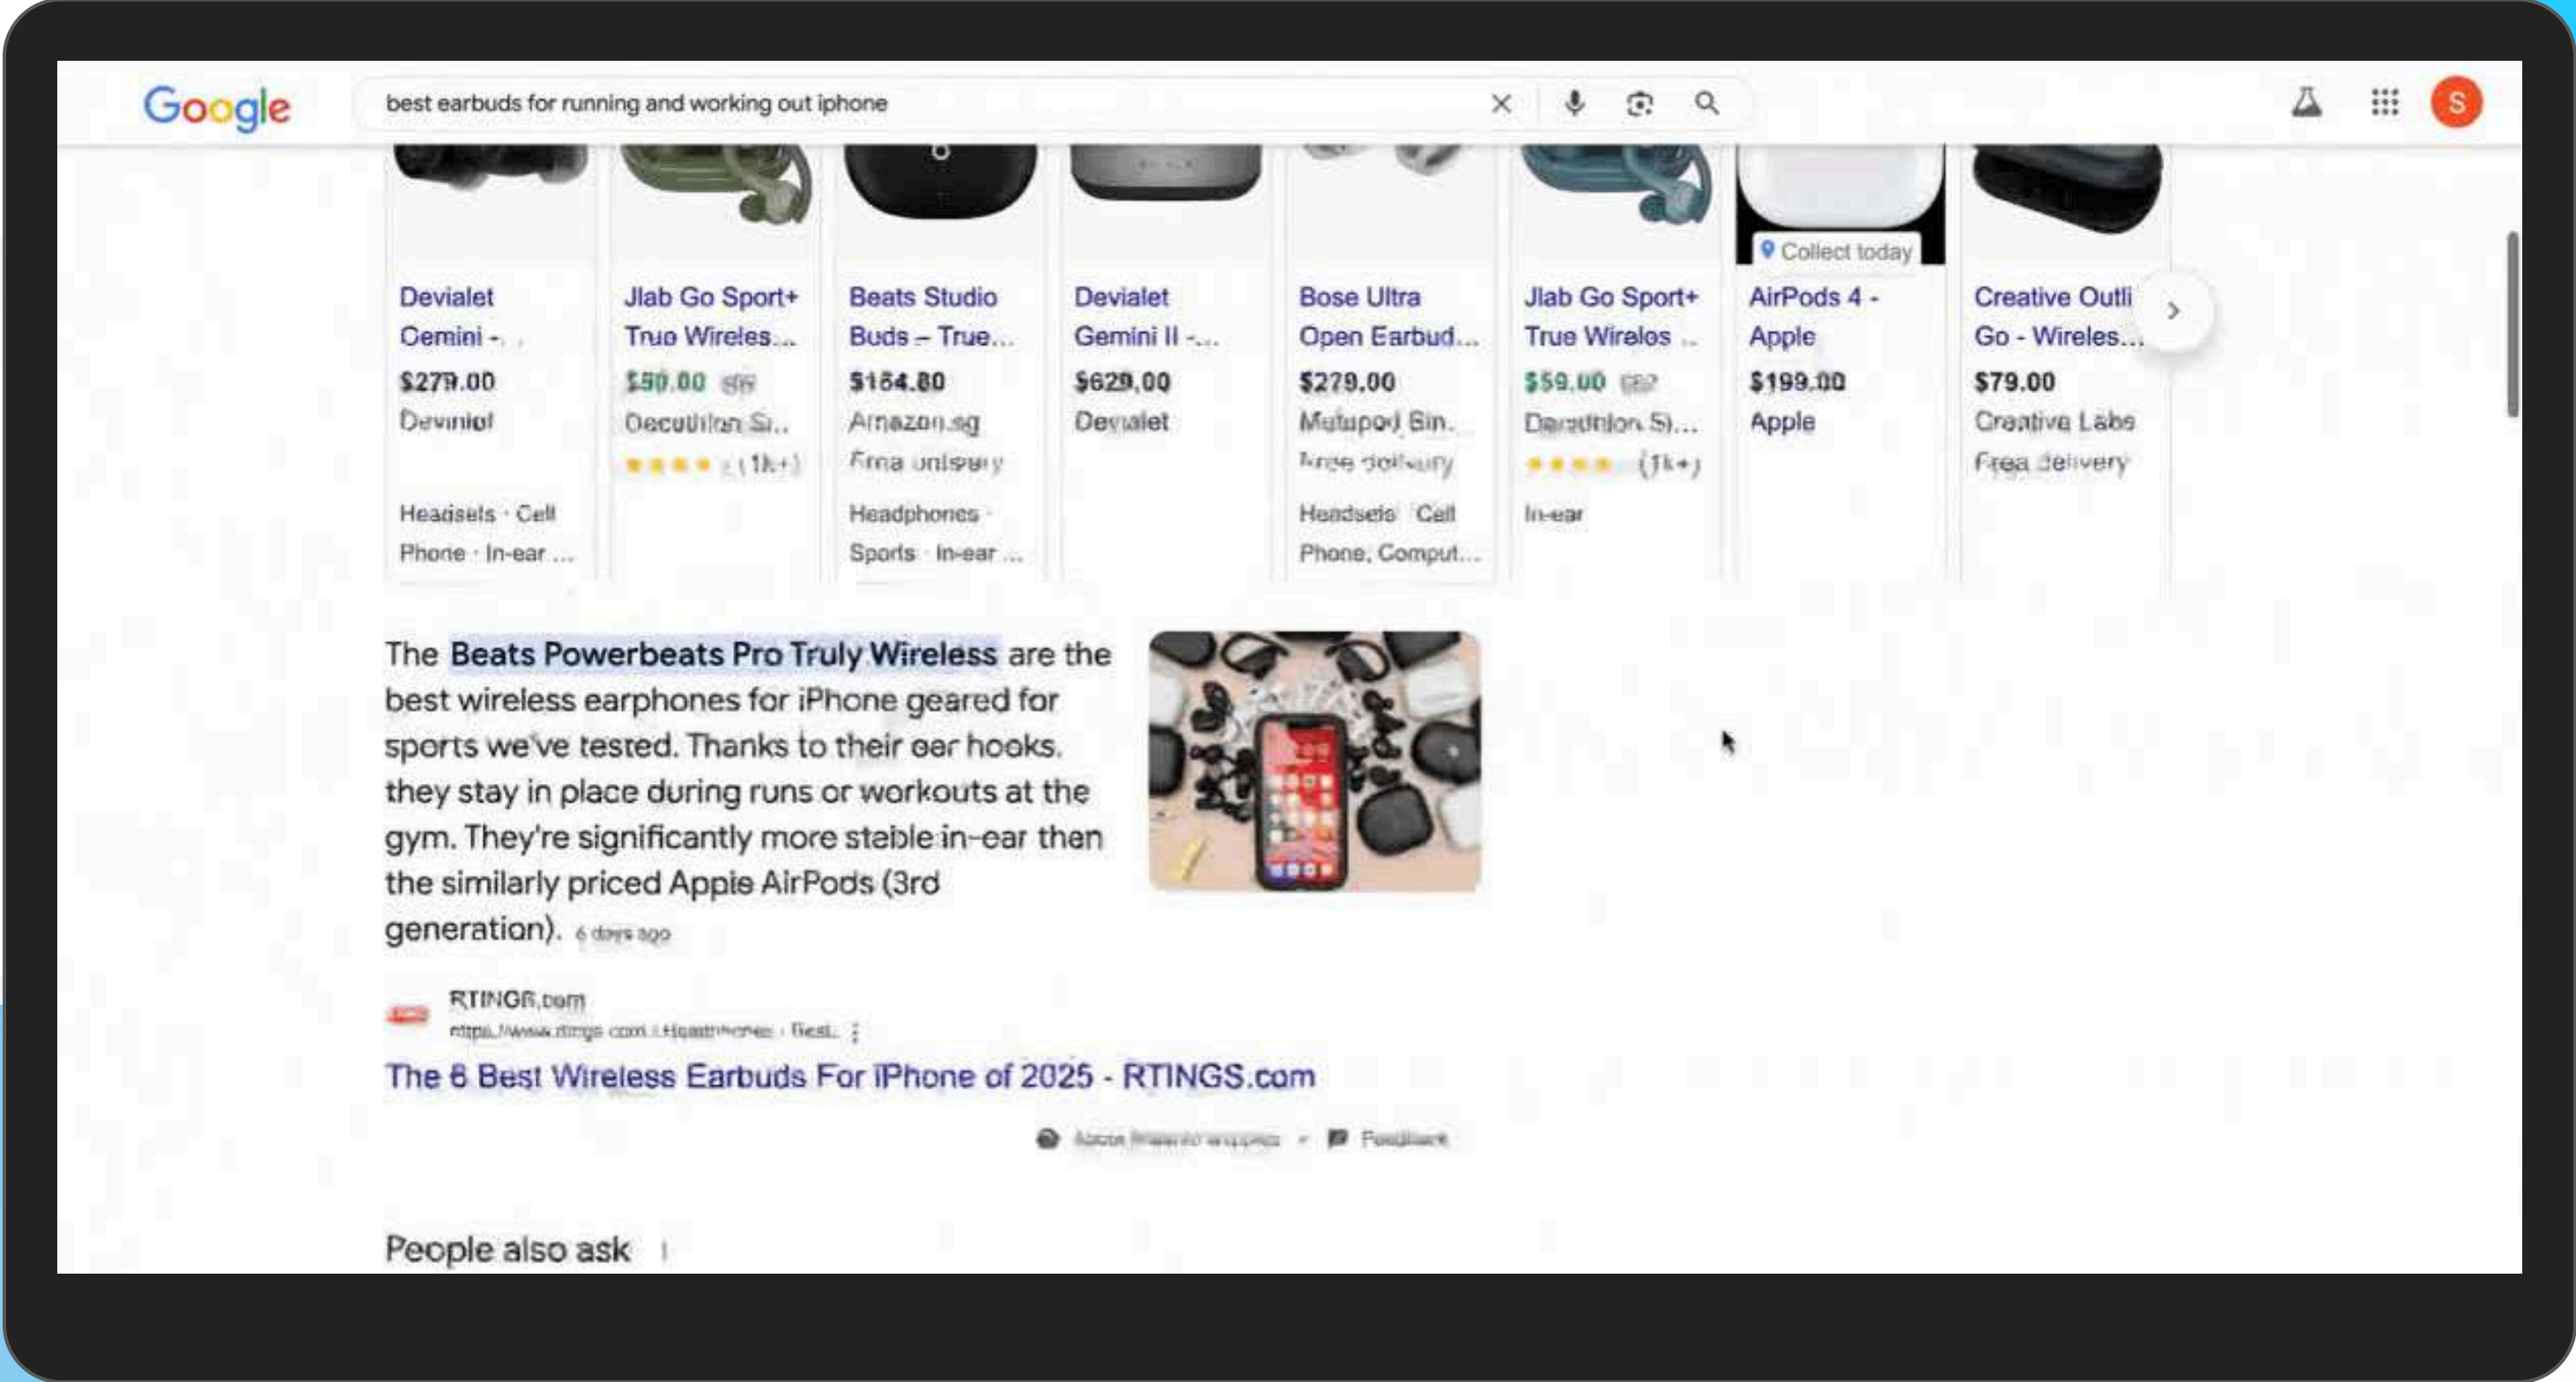 Google
best earbuds for running and working out iphone
S
Collect today
Devialet
Gemini -
$279.00
Jlab Go Sport+
True Wireles...
(1k+)
Beats Studio
Buds – True...
Amazon.sg
Headphones ·
Sports · In-ear ...
Devialet
Gemini II -...
$629.00
Devialet
Bose Ultra
Open Earbud...
$279.00
Headsets Cell
Phone, Comput...
Jlab Go Sport+
$59.00
(1k+)
In-ear
AirPods 4 -
Apple
$199.00
Apple
Creative Outli
Go - Wireles...
$79.00
Creative Labs
Free delivery
Headsets · Cell
Phone · In-ear ...
The Beats Powerbeats Pro Truly Wireless are the
best wireless earphones for iPhone geared for
sports we've tested. Thanks to their ear hooks,
they stay in place during runs or workouts at the
gym. They're significantly more stable in-ear than
the similarly priced Apple AirPods (3rd
generation). 6 days ago
RTINGS.com
The 6 Best Wireless Earbuds For iPhone of 2025 - RTINGS.com
Feedback
People also ask